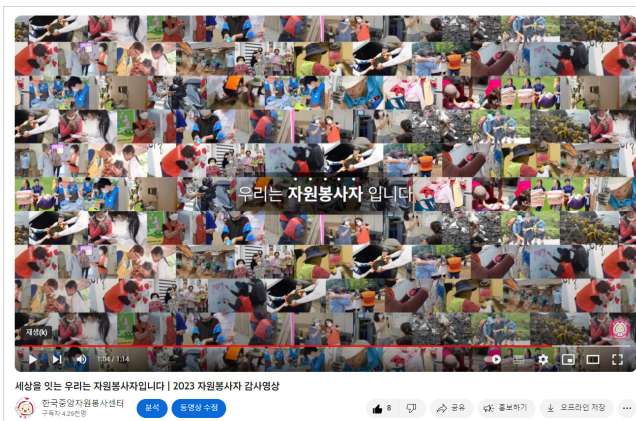 우리는 자원봉사자 입니다
재생(k)
1:04 / 1:14
세상을 잇는 우리는 자원봉사자입니다 | 2023 자원봉사자 감사영상
한국중앙자원봉사센터
구독자 4.29천명
분석
동영상 수정
8
공유
홍보하기
오프라인 저장